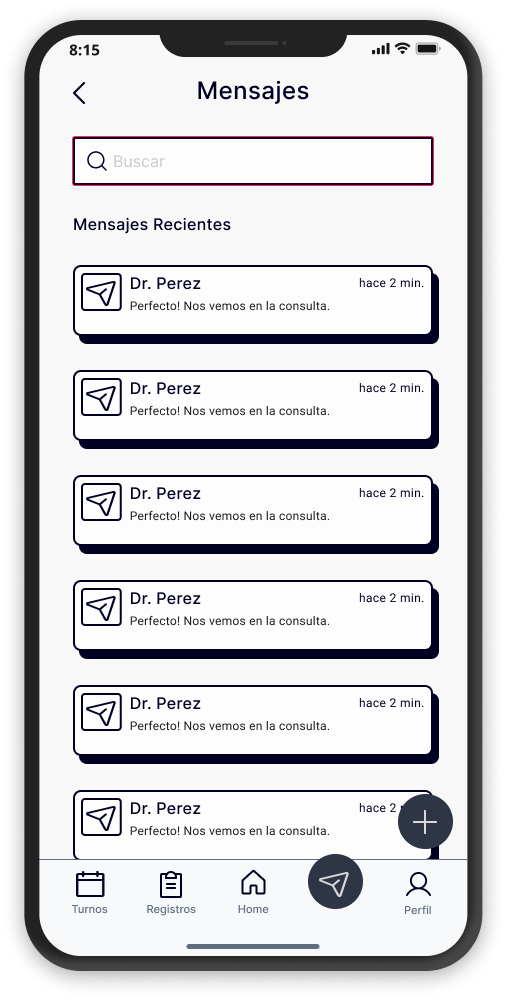 8:15
Mensajes
Buscar
Mensajes Recientes
Dr. Perez
hace 2 min.
Perfecto! Nos vemos en la consulta.
Dr. Perez
hace 2 min.
Perfecto! Nos vemos en la consulta.
Dr. Perez
hace 2 min.
Perfecto! Nos vemos en la consulta.
Dr. Perez
hace 2 min.
Perfecto! Nos vemos en la consulta.
Dr. Perez
hace 2 min.
Perfecto! Nos vemos en la consulta.
Dr. Perez
hace 2
Perfecto! Nos vemos en la consulta.
Turnos
Registros
Home
Perfil